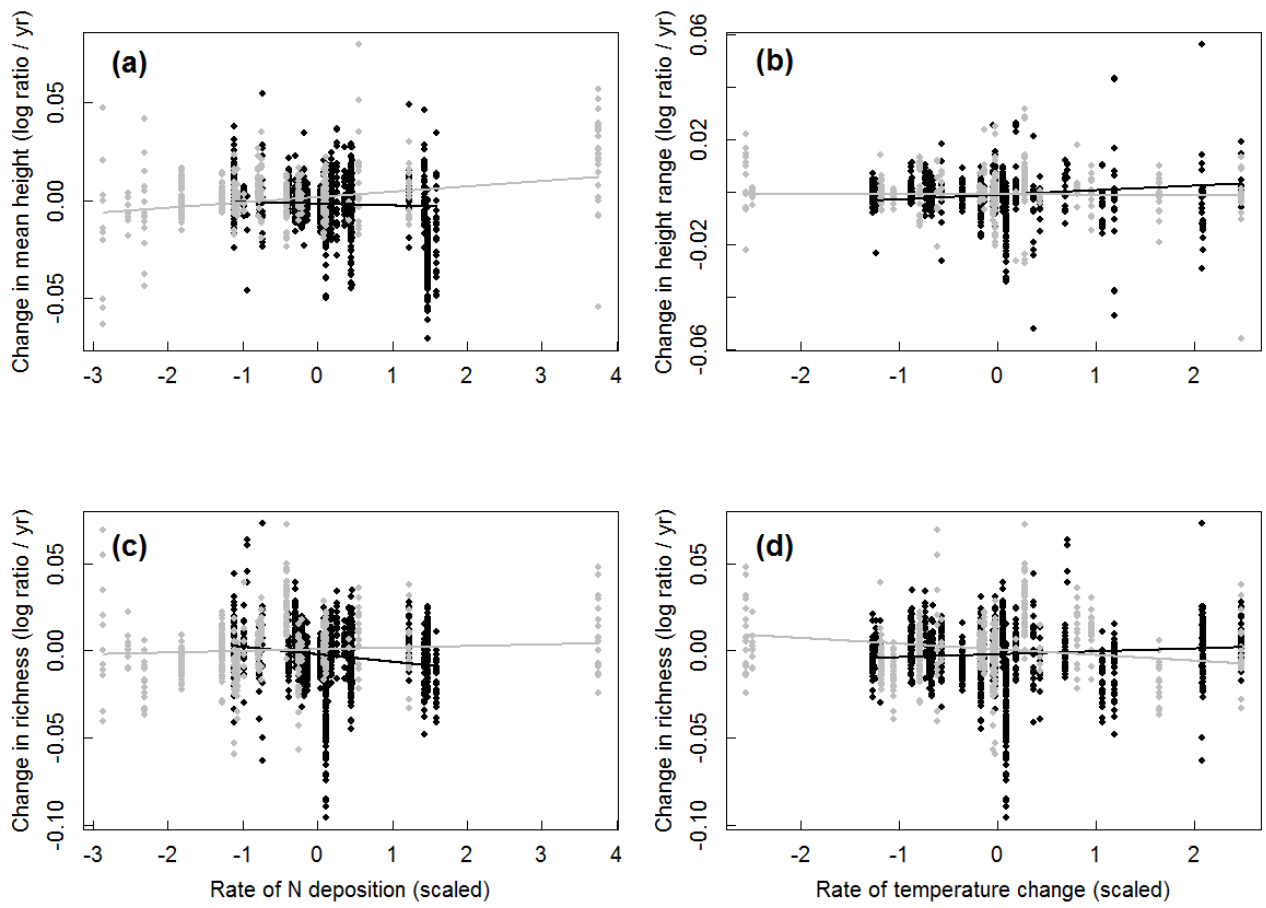 (a)
Change in mean height (log ratio / yr)
0.05
0.00
-0.05
-3 -2 -1 0 1 2 3 4
(b)
Change in height range (log ratio / yr)
0.06
0.02
-0.02
-0.06
-2 -1 0 1 2
(c)
Change in richness (log ratio / yr)
0.05
0.00
-0.05
-0.10
-3 -2 -1 0 1 2 3 4
Rate of N deposition (scaled)
(d)
Change in richness (log ratio / yr)
0.05
0.00
-0.05
-0.10
-2 -1 0 1 2
Rate of temperature change (scaled)